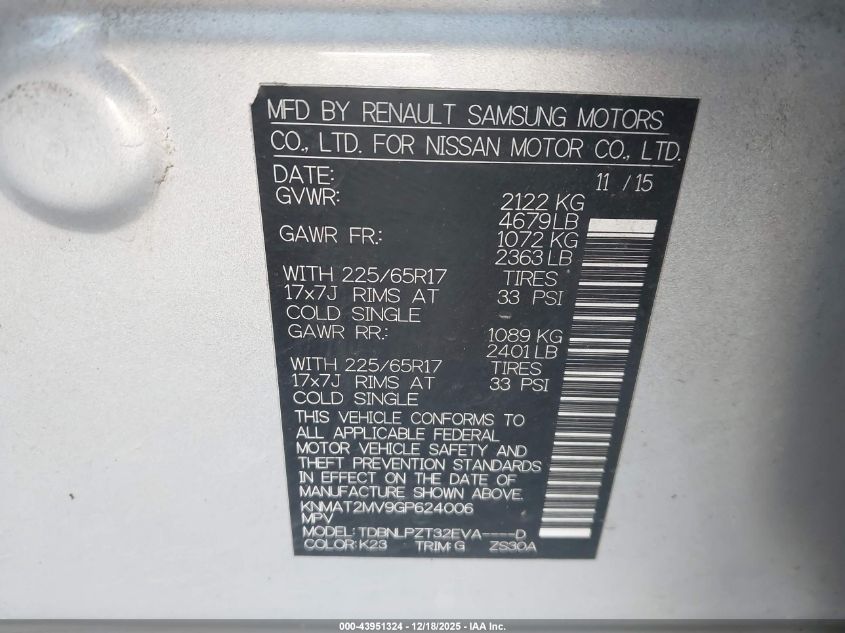 MFD BY RENAULT SAMSUNG MOTORS
CO., LTD. FOR NISSAN MOTOR CO., LTD.
DATE: 11 / 15
GVWR: 2122 KG
4679LB
GAWR FR.: 1072 KG
2363 LB
WITH 225/65R17 TIRES
17x7J RIMS AT 33 PSI
COLD SINGLE -
GAWR RR.: 1089 KG
2401 LB
WITH 225/65R17 TIRES
17x7J RIMS AT 33 PSI
COLD SINGLE
THIS VEHICLE CONFORMS TO
ALL APPLICABLE FEDERAL
MOTOR VEHICLE SAFETY AND
THEFT PREVENTION STANDARDS
IN EFFECT ON THE DATE OF
MANUFACTURE SHOWN ABOVE.
KNMAT2MV9GP624006
MPV
MODEL: TDBNLPZT32EVA----D
COLOR: K23 TRIM: G ZS30A
000-43951324 - 12/18/2025 - IAA Inc.